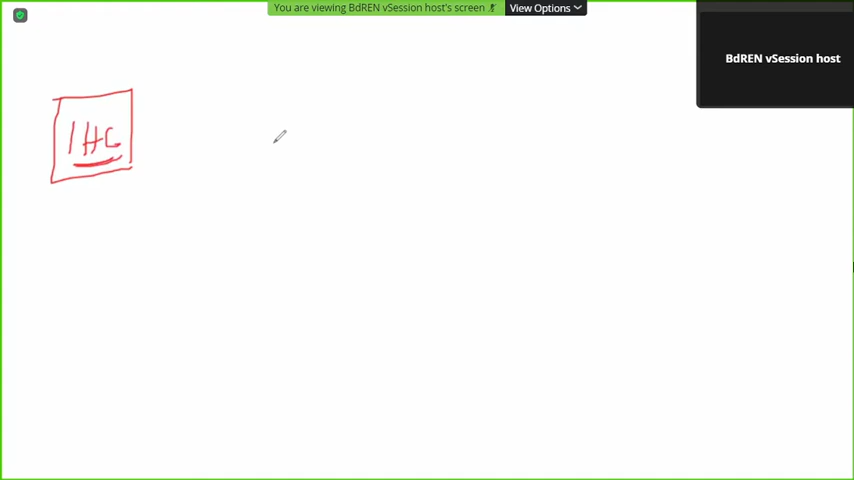 You are viewing BdREN vSession host's screen
View Options
BdREN vSession host
IHC